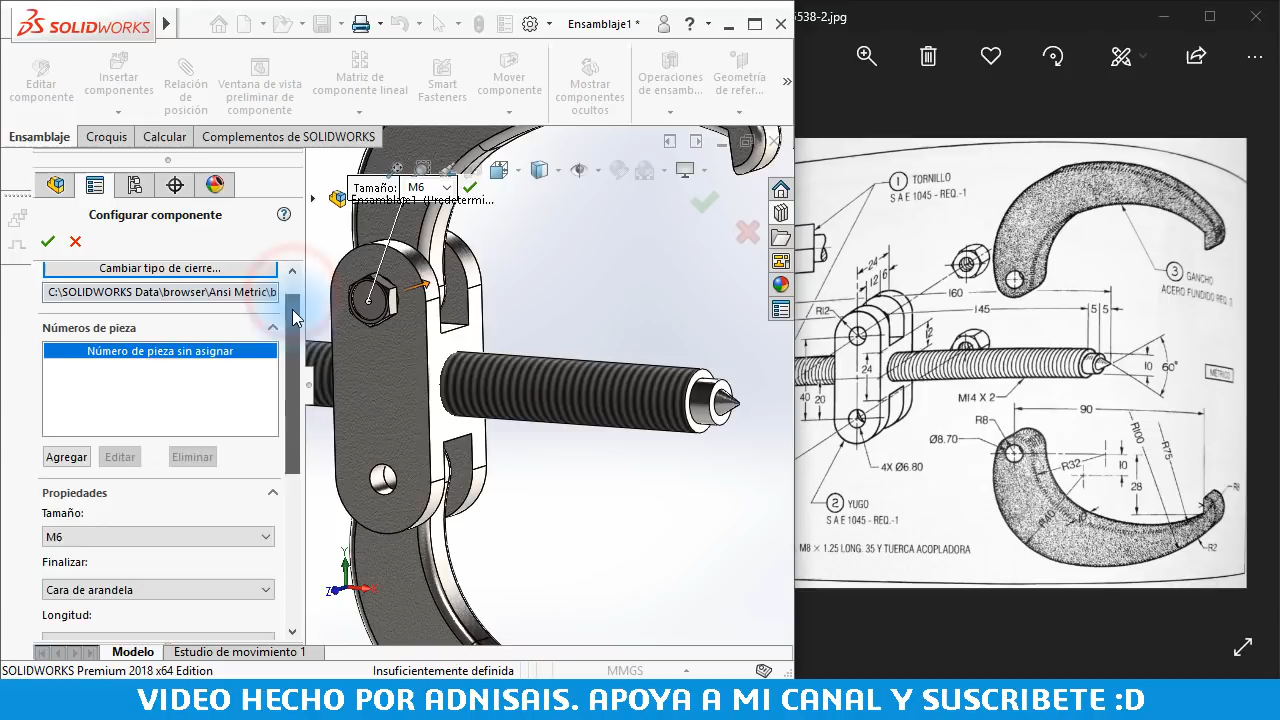 SOLIDWORKS
Ensamblaje1 *
?
5538-2.jpg
Editar
componente
Insertar
componentes
Relación
de
posición
Ventana de vista
preliminar de
componente
Matriz de
componente lineal
Smart
Fasteners
Mover
componente
Mostrar
componentes
ocultos
Operaciones
de ensamb...
Geometría
de refer...
Ensamblaje
Croquis
Calcular
Complementos de SOLIDWORKS
Configurar componente
?
Cambiar tipo de cierre...
C:\SOLIDWORKS Data\browser\Ansi Metric\b
Números de pieza
Número de pieza sin asignar
Agregar
Editar
Eliminar
Propiedades
Tamaño:
M6
Finalizar:
Cara de arandela
Longitud:
Tamaño: M6
Ensamblaje1 (Indetermi...
Y
X
Z
1 TORNILLO
S A E 1045 - REQ.-1
3 GANCHO
ACERO FUNDIDO REQ.
24
12 6
160
145
5 5
R12
12
24
40
20
10
60°
METRICO
M14 X 2
90
R8
Ø8.70
R100
R75
R32
10
28
R40
R8
R2
4X Ø6.80
2 YUGO
S A E 1045 - REQ.-1
M8 X 1.25 LONG. 35 Y TUERCA ACOPLADORA
Modelo
Estudio de movimiento 1
SOLIDWORKS Premium 2018 x64 Edition
Insuficientemente definida
MMGS
VIDEO HECHO POR ADNISAIS. APOYA A MI CANAL Y SUSCRIBETE :D